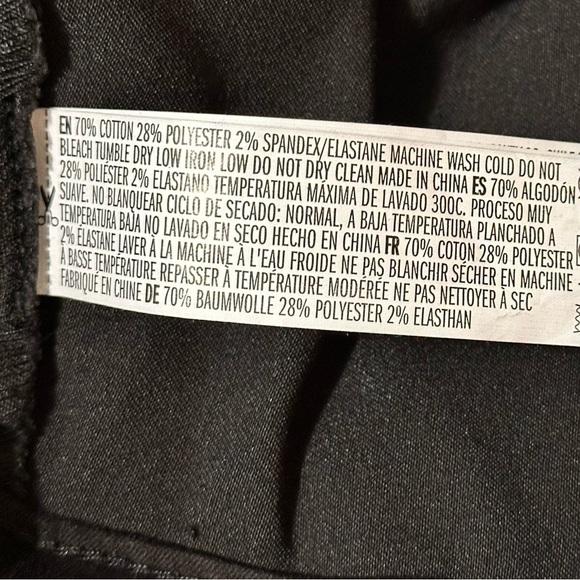 EN 70% COTTON 28% POLYESTER 2% SPANDEX/ELASTANE MACHINE WASH COLD DO NOT
BLEACH TUMBLE DRY LOW IRON LOW DO NOT DRY CLEAN MADE IN CHINA ES 70% ALGODÓN
28% POLIÉSTER 2% ELASTANO TEMPERATURA MÁXIMA DE LAVADO 300C. PROCESO MUY
SUAVE. NO BLANQUEAR CICLO DE SECADO: NORMAL, A BAJA TEMPERATURA PLANCHADO A
TEMPERATURA BAJA NO LAVADO EN SECO HECHO EN CHINA FR 70% COTON 28% POLYESTER
2% ÉLASTANE LAVER À LA MACHINE À L'EAU FROIDE NE PAS BLANCHIR SÉCHER EN MACHINE
À BASSE TEMPÉRATURE REPASSER À TEMPÉRATURE MODÉRÉE NE PAS NETTOYER À SEC
FABRIQUÉ EN CHINE DE 70% BAUMWOLLE 28% POLYESTER 2% ELASTHAN